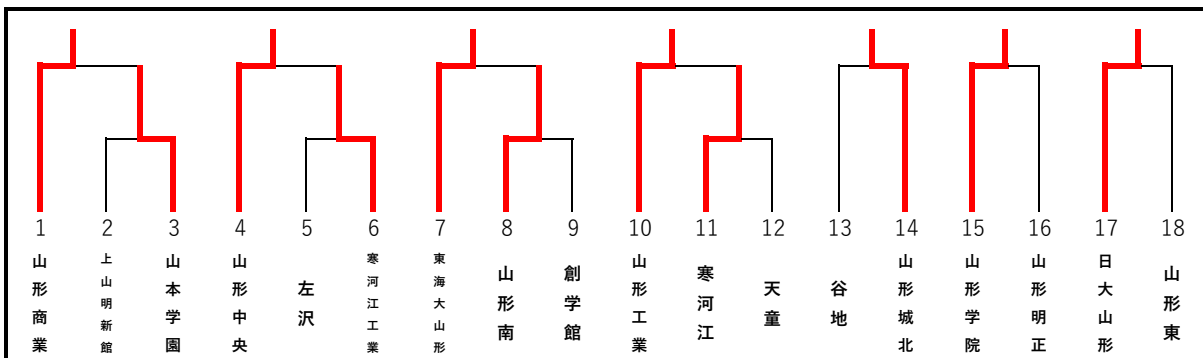 1 2 3 4 5 6 7 8 9 10 11 12 13 14 15 16 17 18
山形商業
上山明新館
山本学園
山形中央
左沢
寒河江工業
東海大山形
山形南
創学館
山形工業
寒河江
天童
谷地
山形城北
山形学院
山形明正
日大山形
山形東